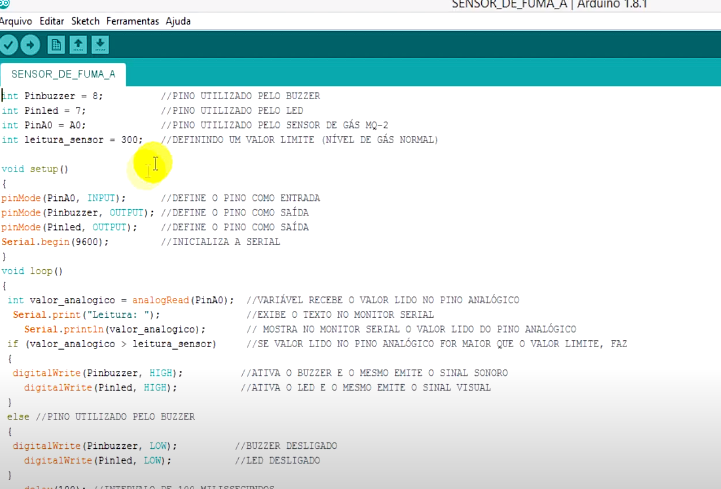 SENSOR_DE_FUMA_A | Arduino 1.8.1
Arquivo Editar Sketch Ferramentas Ajuda
SENSOR_DE_FUMA_A
int Pinbuzzer = 8; //PINO UTILIZADO PELO BUZZER
int Pinled = 7; //PINO UTILIZADO PELO LED
int PinA0 = A0; //PINO UTILIZADO PELO SENSOR DE GÁS MQ-2
int leitura_sensor = 300; //DEFININDO UM VALOR LIMITE (NÍVEL DE GÁS NORMAL)
void setup()
{
pinMode(PinA0, INPUT); //DEFINE O PINO COMO ENTRADA
pinMode(Pinbuzzer, OUTPUT); //DEFINE O PINO COMO SAÍDA
pinMode(Pinled, OUTPUT); //DEFINE O PINO COMO SAÍDA
Serial.begin(9600); //INICIALIZA A SERIAL
}
void loop()
{
int valor_analogico = analogRead(PinA0); //VARIÁVEL RECEBE O VALOR LIDO NO PINO ANALÓGICO
Serial.print("Leitura: "); //EXIBE O TEXTO NO MONITOR SERIAL
Serial.println(valor_analogico); // MOSTRA NO MONITOR SERIAL O VALOR LIDO DO PINO ANALÓGICO
if (valor_analogico > leitura_sensor) //SE VALOR LIDO NO PINO ANALÓGICO FOR MAIOR QUE O VALOR LIMITE, FAZ
{
digitalWrite(Pinbuzzer, HIGH); //ATIVA O BUZZER E O MESMO EMITE O SINAL SONORO
digitalWrite(Pinled, HIGH); //ATIVA O LED E O MESMO EMITE O SINAL VISUAL
}
else //PINO UTILIZADO PELO BUZZER
{
digitalWrite(Pinbuzzer, LOW); //BUZZER DESLIGADO
digitalWrite(Pinled, LOW); //LED DESLIGADO
}
delay(100); //INTERVALO DE 100 MILISSEGUNDOS